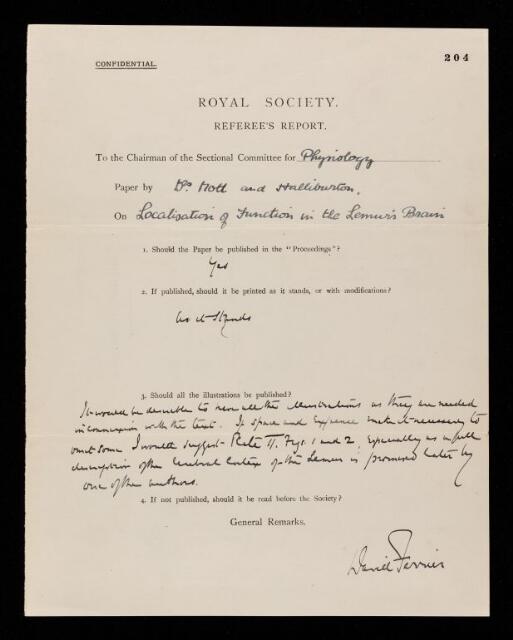 CONFIDENTIAL.
204
ROYAL SOCIETY.
REFEREE'S REPORT.
To the Chairman of the Sectional Committee for Physiology
Paper by Drs Mott and Halliburton.
On Localisation of Function in the Lemur's Brain
1. Should the Paper be published in the "Proceedings"?
Yes
2. If published, should it be printed as it stands, or with modifications?
As it stands
3. Should all the illustrations be published?
It would be desirable to have all the illustrations as they are needed
in connexion with the text. If space and expense make it necessary to
omit some I would suggest Plate II, Figs. 1 and 2, especially as a full
description of the Cerebral Cortex of the Lemur is promised later by
one of the authors.
4. If not published, should it be read before the Society?
General Remarks.
David Ferrier